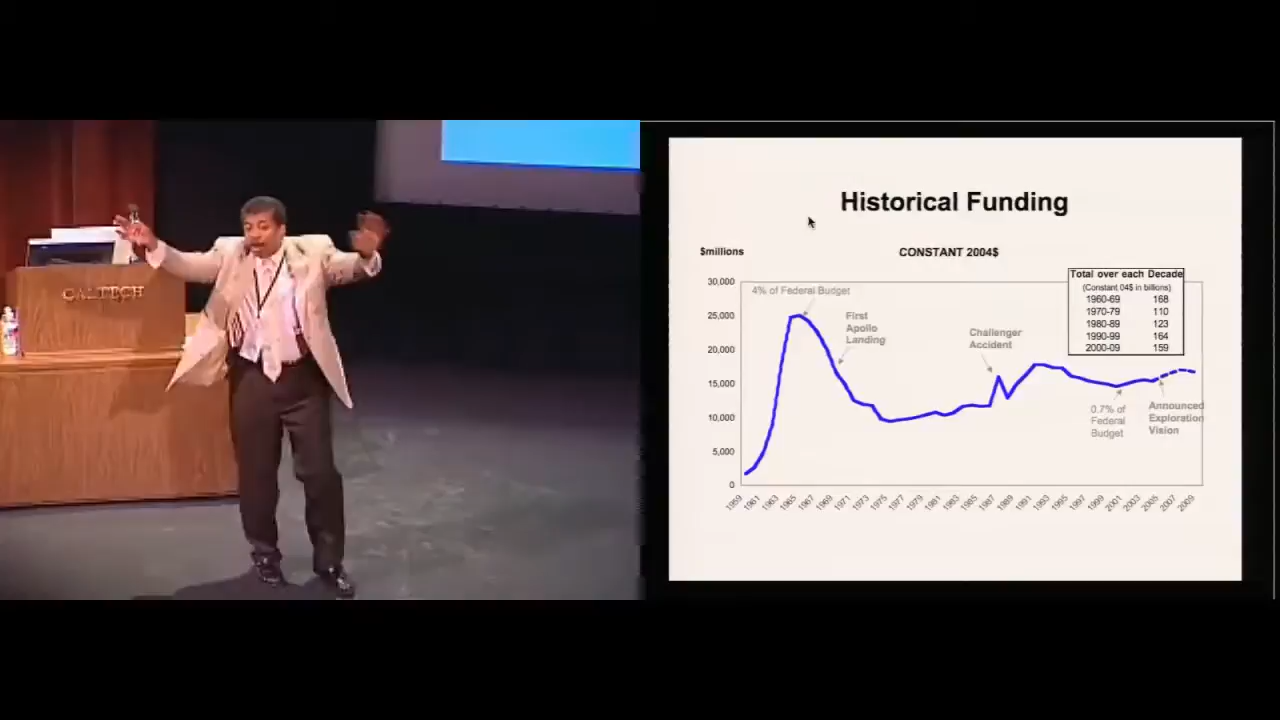 CALTECH
Historical Funding
$millions
CONSTANT 2004$
30,000
25,000
20,000
15,000
10,000
5,000
0
4% of Federal Budget
First
Apollo
Landing
Challenger
Accident
Total over each Decade
(Constant 04$ in billions)
1960-69 168
1970-79 110
1980-89 123
1990-99 164
2000-09 159
0.7% of
Federal
Budget
Announced
Exploration
Vision
1959 1961 1963 1965 1967 1969 1971 1973 1975 1977 1979 1981 1983 1985 1987 1989 1991 1993 1995 1997 1999 2001 2003 2005 2007 2009